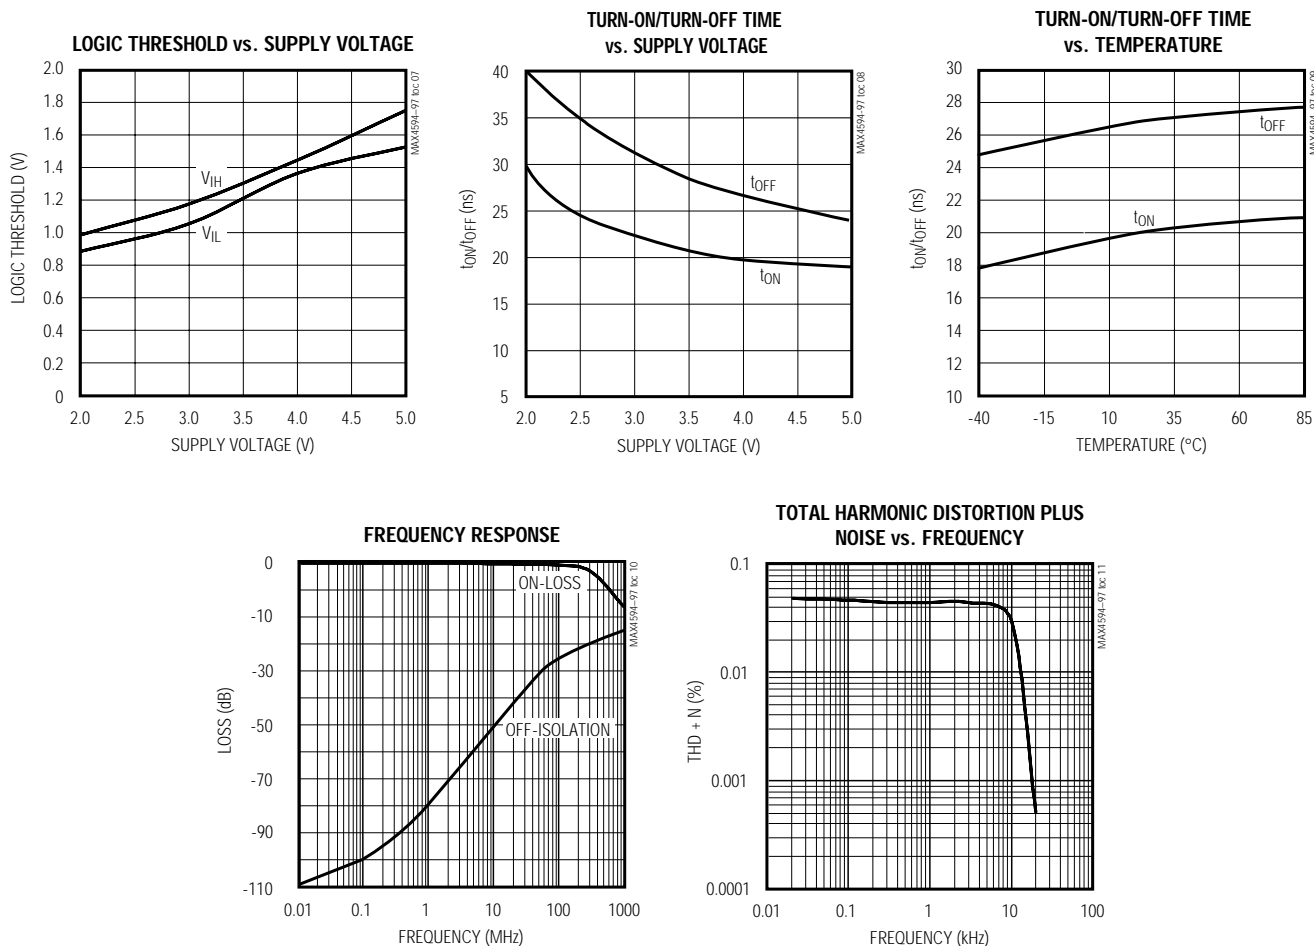 LOGIC THRESHOLD vs. SUPPLY VOLTAGE
2.0
1.8
1.6
1.4
1.2
1.0
0.8
0.6
0.4
0.2
0
LOGIC THRESHOLD (V)
VIH
VIL
MAX4594–97 toc 07
2.0 2.5 3.0 3.5 4.0 4.5 5.0
SUPPLY VOLTAGE (V)
TURN-ON/TURN-OFF TIME
vs. SUPPLY VOLTAGE
40
35
30
25
20
15
10
5
tON/tOFF (ns)
tOFF
tON
MAX4594–97 toc 08
2.0 2.5 3.0 3.5 4.0 4.5 5.0
SUPPLY VOLTAGE (V)
TURN-ON/TURN-OFF TIME
vs. TEMPERATURE
30
28
26
24
22
20
18
16
14
12
10
tON/tOFF (ns)
tOFF
tON
MAX4594–97 toc 09
-40 -15 10 35 60 85
TEMPERATURE (°C)
FREQUENCY RESPONSE
0
-10
-30
-50
-70
-90
-110
LOSS (dB)
ON-LOSS
OFF-ISOLATION
MAX4594–97 toc 10
0.01 0.1 1 10 100 1000
FREQUENCY (MHz)
TOTAL HARMONIC DISTORTION PLUS
NOISE vs. FREQUENCY
0.1
0.01
0.001
0.0001
THD + N (%)
MAX4594–97 toc 11
0.01 0.1 1 10 100
FREQUENCY (kHz)